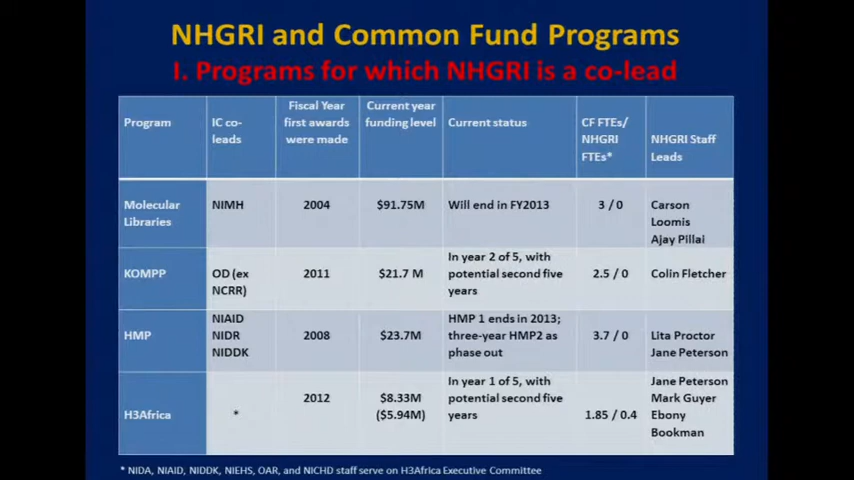 NHGRI and Common Fund Programs
I. Programs for which NHGRI is a co-lead
Program
IC co-
leads
Fiscal Year
first awards
were made
Current year
funding level
Current status
CF FTEs/
NHGRI
FTEs*
NHGRI Staff
Leads
Molecular
Libraries
NIMH
2004
$91.75M
Will end in FY2013
3 / 0
Carson
Loomis
Ajay Pillai
KOMPP
OD (ex
NCRR)
2011
$21.7 M
In year 2 of 5, with
potential second five
years
2.5 / 0
Colin Fletcher
HMP
NIAID
NIDR
NIDDK
2008
$23.7M
HMP 1 ends in 2013;
three-year HMP2 as
phase out
3.7 / 0
Lita Proctor
Jane Peterson
H3Africa
*
2012
$8.33M
($5.94M)
In year 1 of 5, with
potential second five
years
1.85 / 0.4
Jane Peterson
Mark Guyer
Ebony
Bookman
* NIDA, NIAID, NIDDK, NIEHS, OAR, and NICHD staff serve on H3Africa Executive Committee